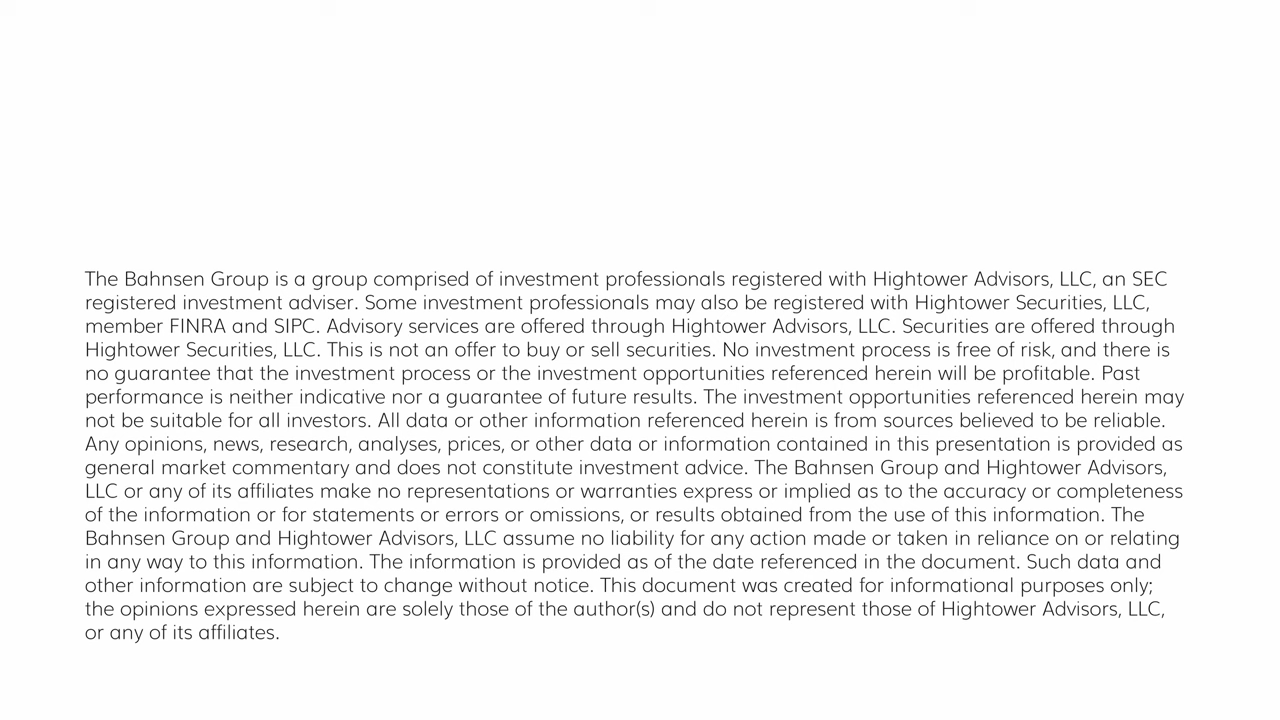 The Bahnsen Group is a group comprised of investment professionals registered with Hightower Advisors, LLC, an SEC
registered investment adviser. Some investment professionals may also be registered with Hightower Securities, LLC,
member FINRA and SIPC. Advisory services are offered through Hightower Advisors, LLC. Securities are offered through
Hightower Securities, LLC. This is not an offer to buy or sell securities. No investment process is free of risk, and there is
no guarantee that the investment process or the investment opportunities referenced herein will be profitable. Past
performance is neither indicative nor a guarantee of future results. The investment opportunities referenced herein may
not be suitable for all investors. All data or other information referenced herein is from sources believed to be reliable.
Any opinions, news, research, analyses, prices, or other data or information contained in this presentation is provided as
general market commentary and does not constitute investment advice. The Bahnsen Group and Hightower Advisors,
LLC or any of its affiliates make no representations or warranties express or implied as to the accuracy or completeness
of the information or for statements or errors or omissions, or results obtained from the use of this information. The
Bahnsen Group and Hightower Advisors, LLC assume no liability for any action made or taken in reliance on or relating
in any way to this information. The information is provided as of the date referenced in the document. Such data and
other information are subject to change without notice. This document was created for informational purposes only;
the opinions expressed herein are solely those of the author(s) and do not represent those of Hightower Advisors, LLC,
or any of its affiliates.